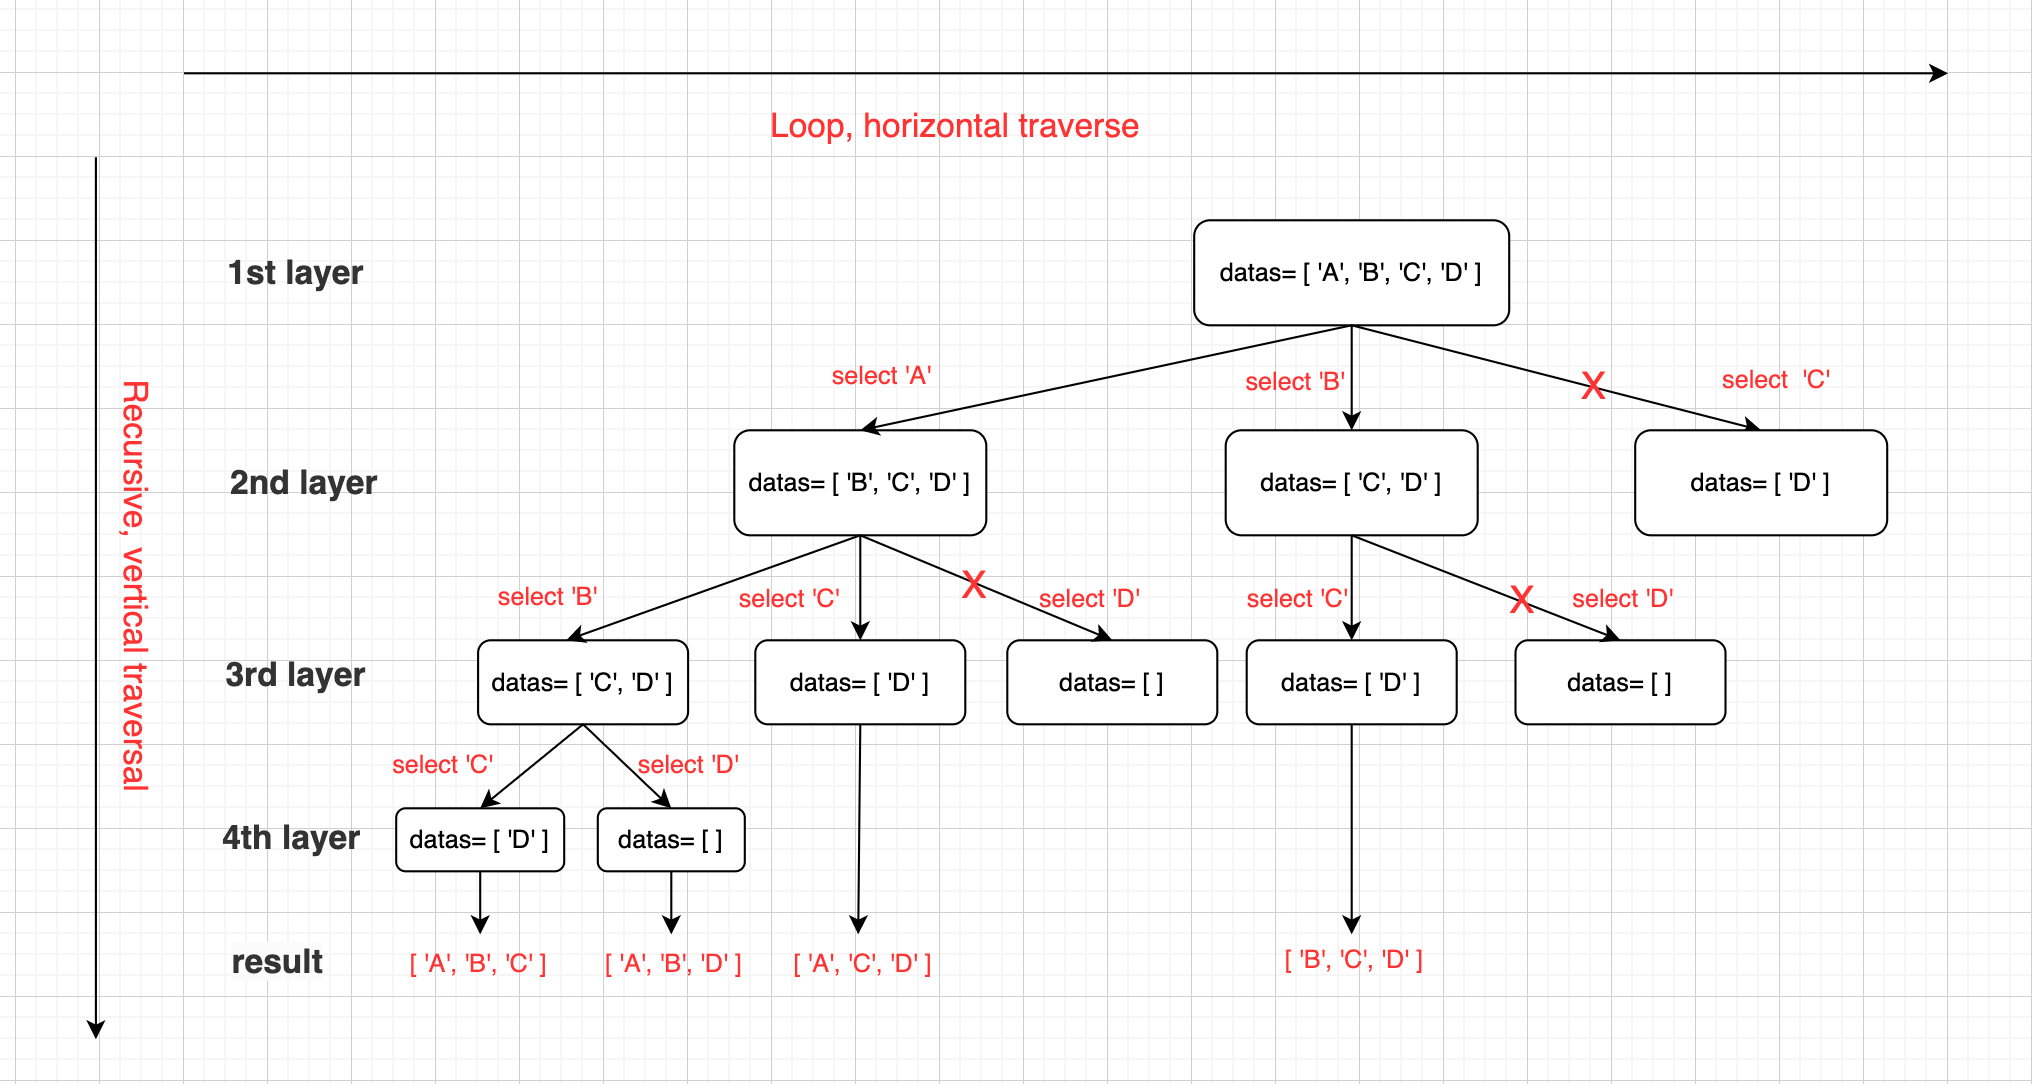 Loop, horizontal traverse
Recursive, vertical traversal
1st layer
datas= [ 'A', 'B', 'C', 'D' ]
select 'A'
select 'B'
X
select 'C'
2nd layer
datas= [ 'B', 'C', 'D' ]
datas= [ 'C', 'D' ]
datas= [ 'D' ]
select 'B'
select 'C'
X
select 'D'
select 'C'
X
select 'D'
3rd layer
datas= [ 'C', 'D' ]
datas= [ 'D' ]
datas= [ ]
datas= [ 'D' ]
datas= [ ]
select 'C'
select 'D'
4th layer
datas= [ 'D' ]
datas= [ ]
result
[ 'A', 'B', 'C' ]
[ 'A', 'B', 'D' ]
[ 'A', 'C', 'D' ]
[ 'B', 'C', 'D' ]